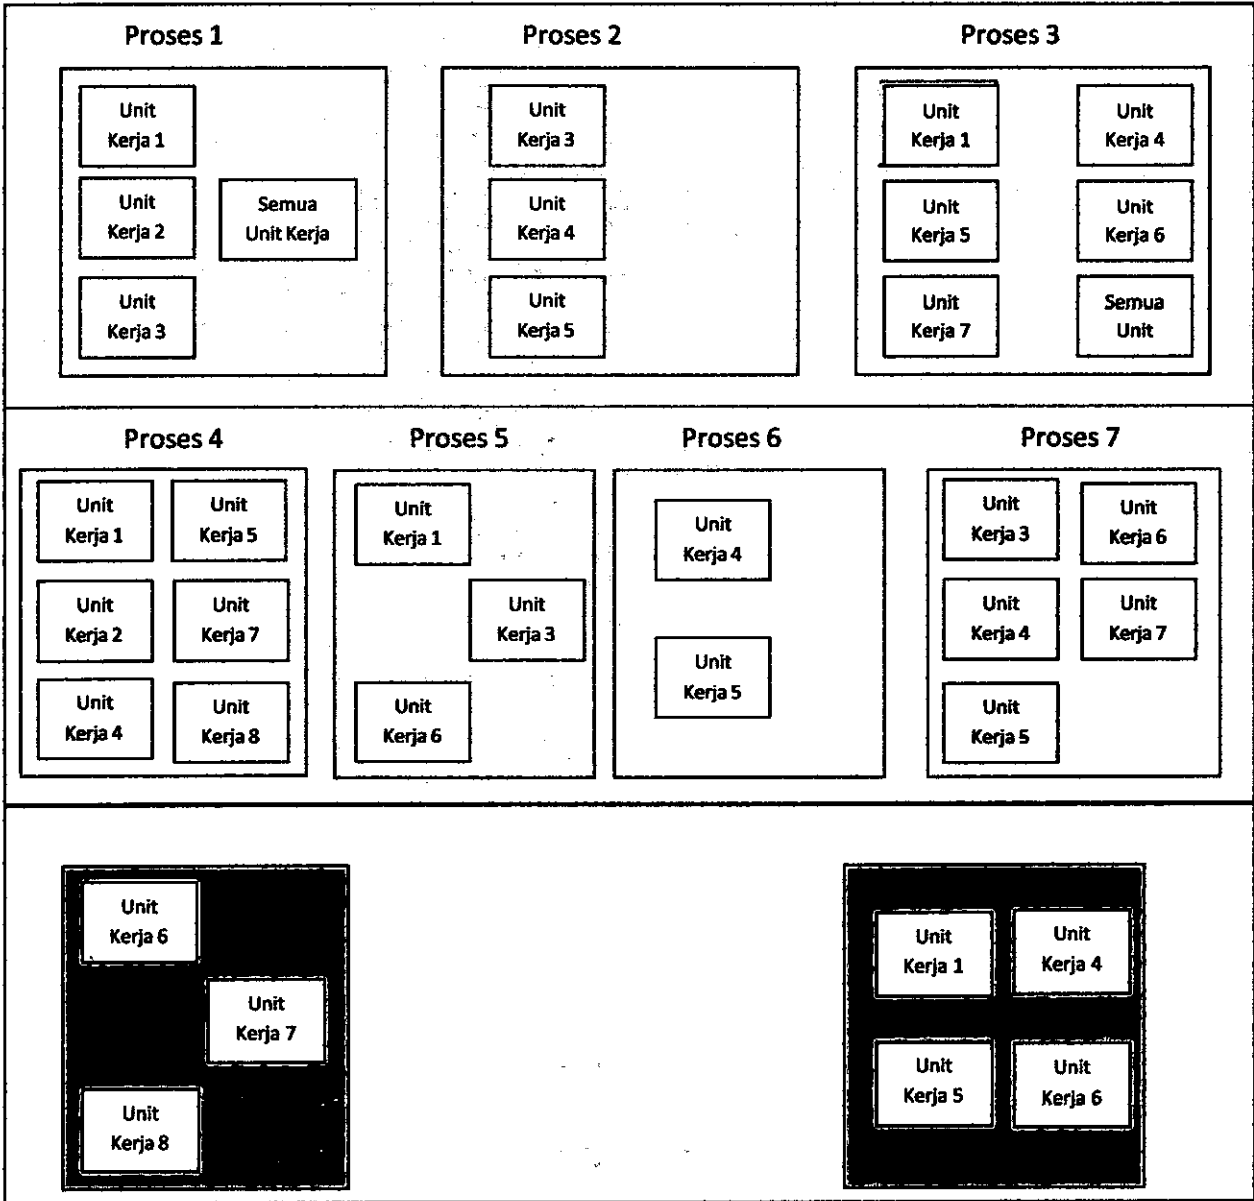 Proses 1
Unit
Kerja 1
Unit
Kerja 2
Unit
Kerja 3
Semua
Unit Kerja
Proses 2
Unit
Kerja 3
Unit
Kerja 4
Unit
Kerja 5
Proses 3
Unit
Kerja 1
Unit
Kerja 4
Unit
Kerja 5
Unit
Kerja 6
Unit
Kerja 7
Semua
Unit
Proses 4
Unit
Kerja 1
Unit
Kerja 5
Unit
Kerja 2
Unit
Kerja 7
Unit
Kerja 4
Unit
Kerja 8
Proses 5
Unit
Kerja 1
Unit
Kerja 3
Unit
Kerja 6
Proses 6
Unit
Kerja 4
Unit
Kerja 5
Proses 7
Unit
Kerja 3
Unit
Kerja 6
Unit
Kerja 4
Unit
Kerja 7
Unit
Kerja 5
Unit
Kerja 6
Unit
Kerja 7
Unit
Kerja 8
Unit
Kerja 1
Unit
Kerja 4
Unit
Kerja 5
Unit
Kerja 6